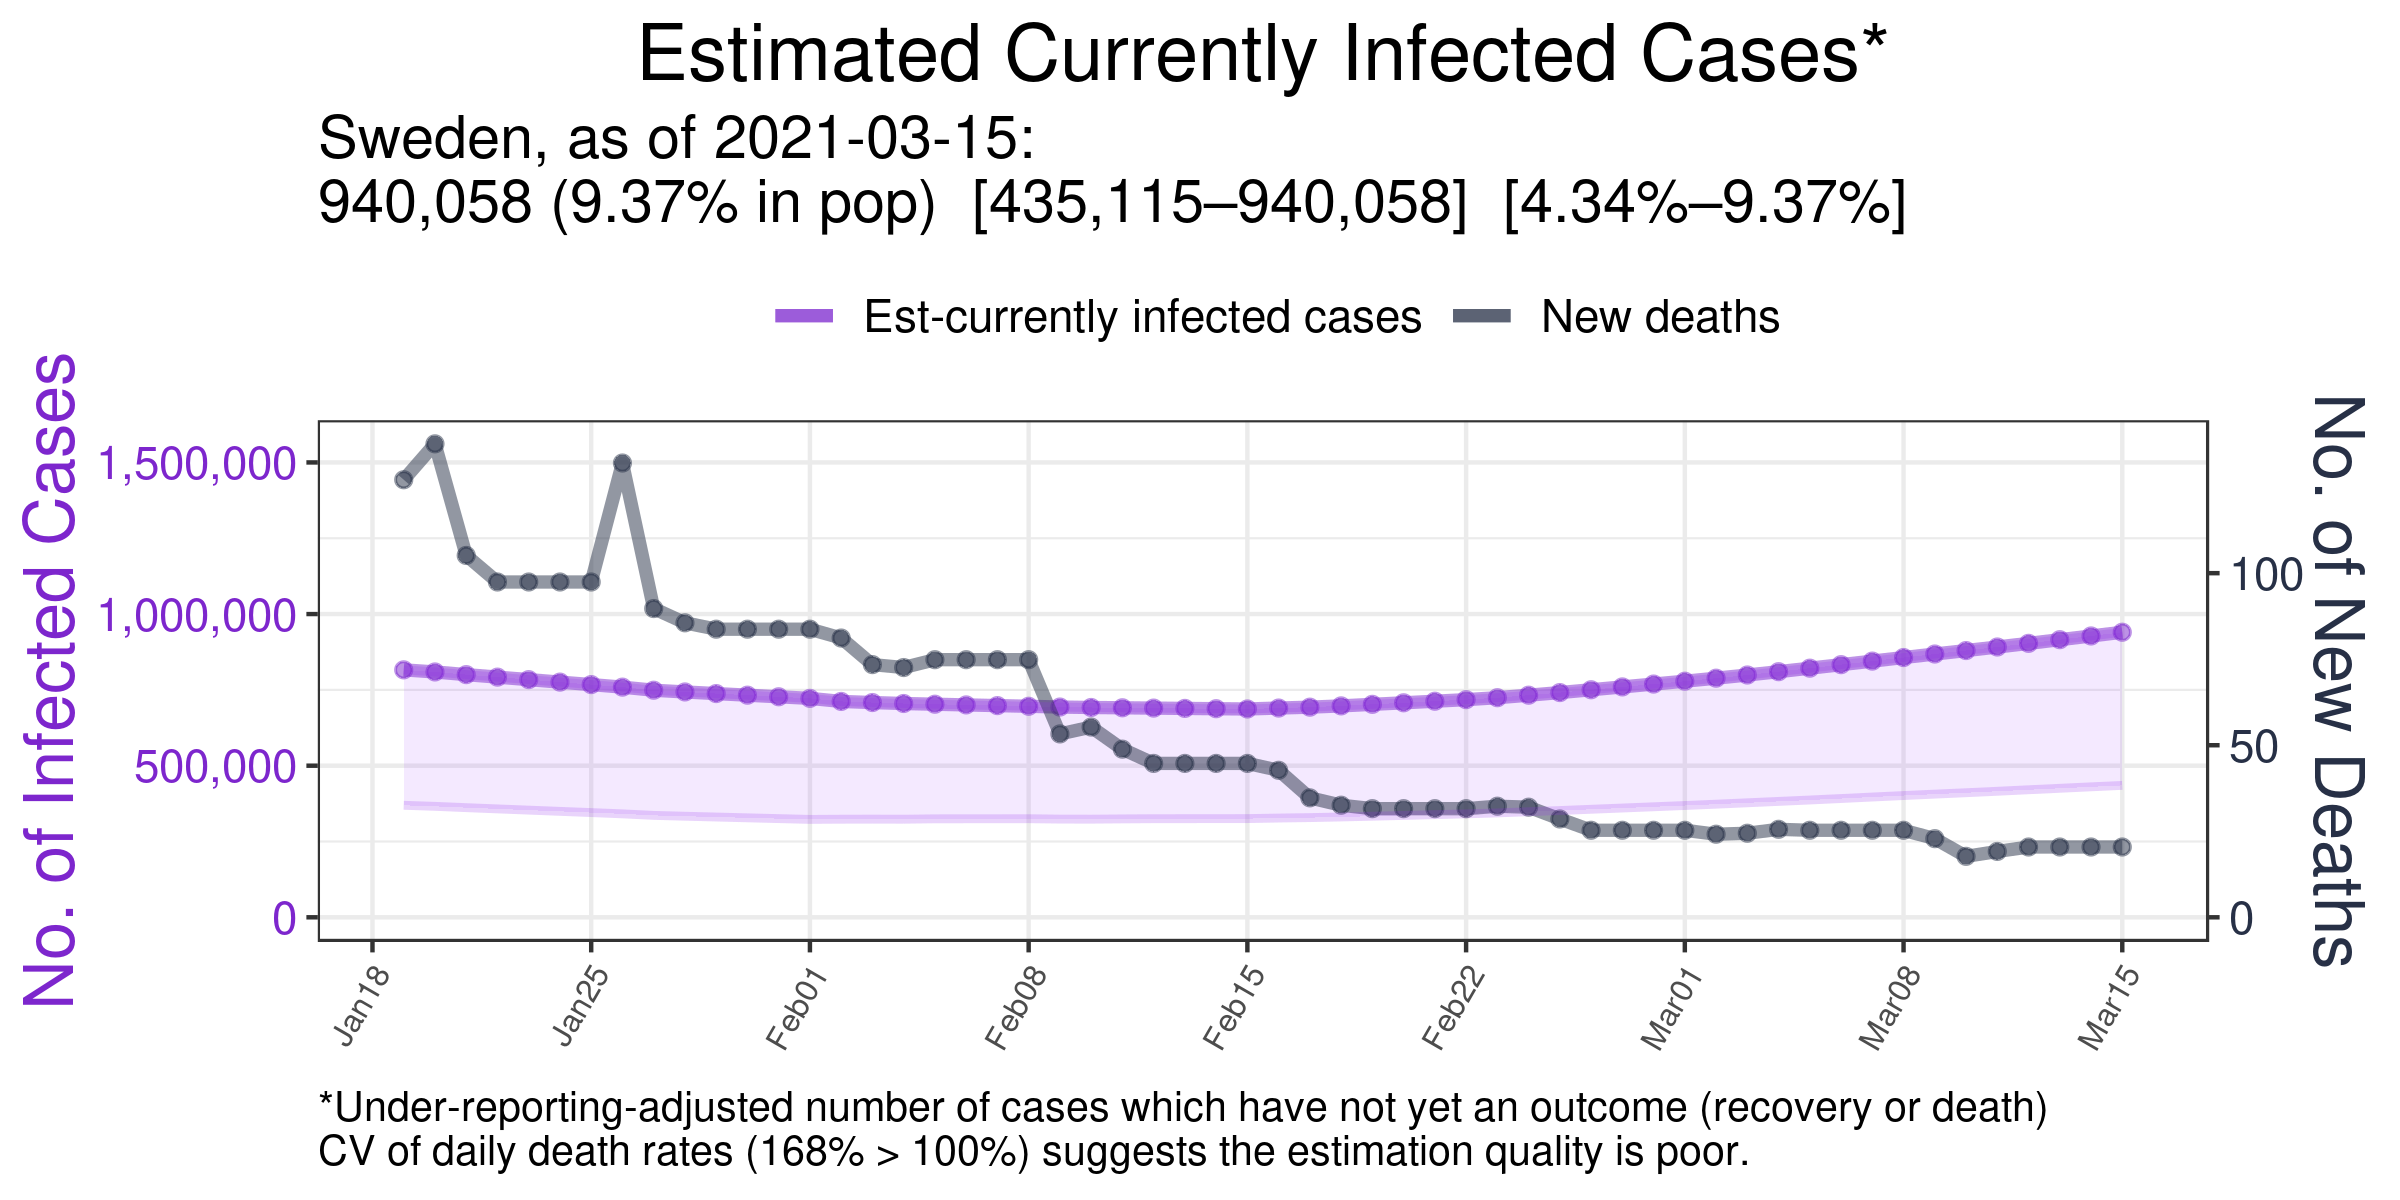 Estimated Currently Infected Cases*
Sweden, as of 2021-03-15:
940,058 (9.37% in pop)  [435,115–940,058]  [4.34%–9.37%]
Est-currently infected cases
New deaths
No. of Infected Cases
1,500,000
1,000,000
500,000
0
No. of New Deaths
100
50
0
Jan18
Jan25
Feb01
Feb08
Feb15
Feb22
Mar01
Mar08
Mar15
*Under-reporting-adjusted number of cases which have not yet an outcome (recovery or death)
CV of daily death rates (168% > 100%) suggests the estimation quality is poor.